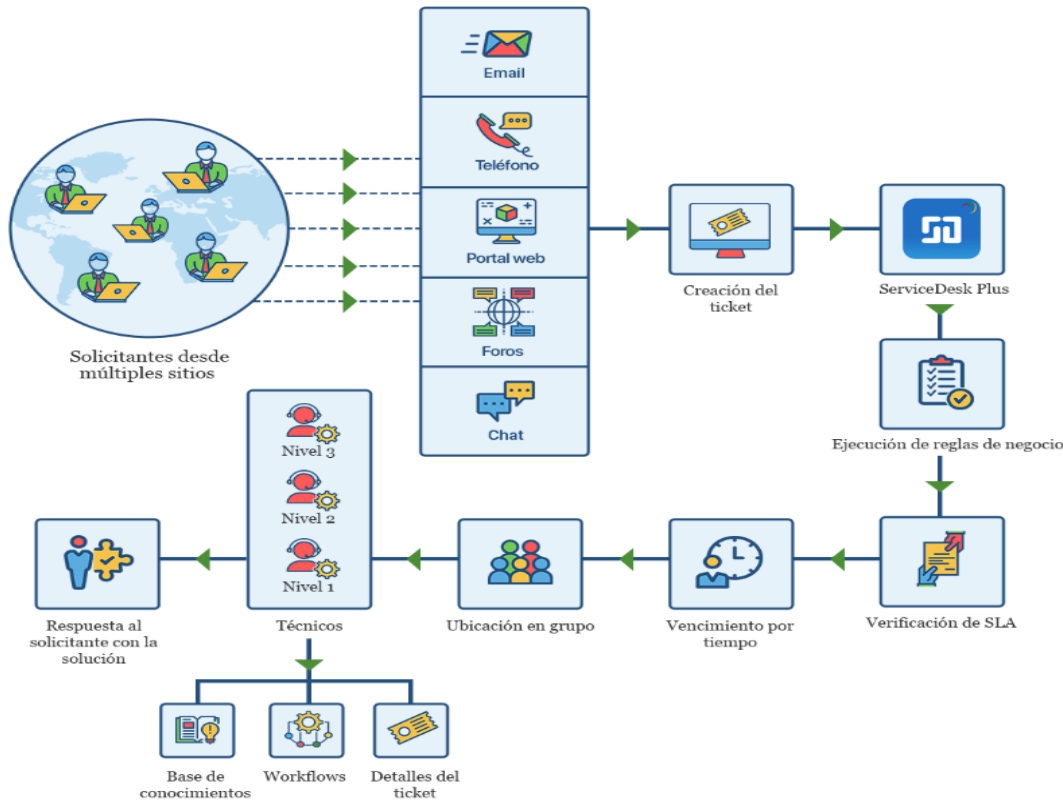 Email
Teléfono
Portal web
Foros
Chat
Solicitantes desde
múltiples sitios
Creación del
ticket
ServiceDesk Plus
Ejecución de reglas de negocio
Verificación de SLA
Vencimiento por
tiempo
Ubicación en grupo
Nivel 3
Nivel 2
Nivel 1
Técnicos
Respuesta al
solicitante con la
solución
Base de
conocimientos
Workflows
Detalles del
ticket